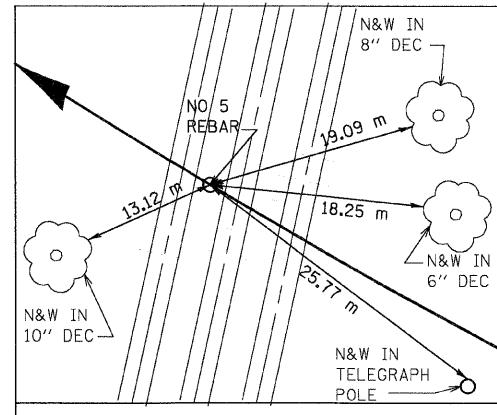 N&W IN
8" DEC
NO 5
REBAR
19.09 m
13.12 m
18.25 m
25.77 m
N&W IN
6" DEC
N&W IN
10" DEC
N&W IN
TELEGRAPH
POLE